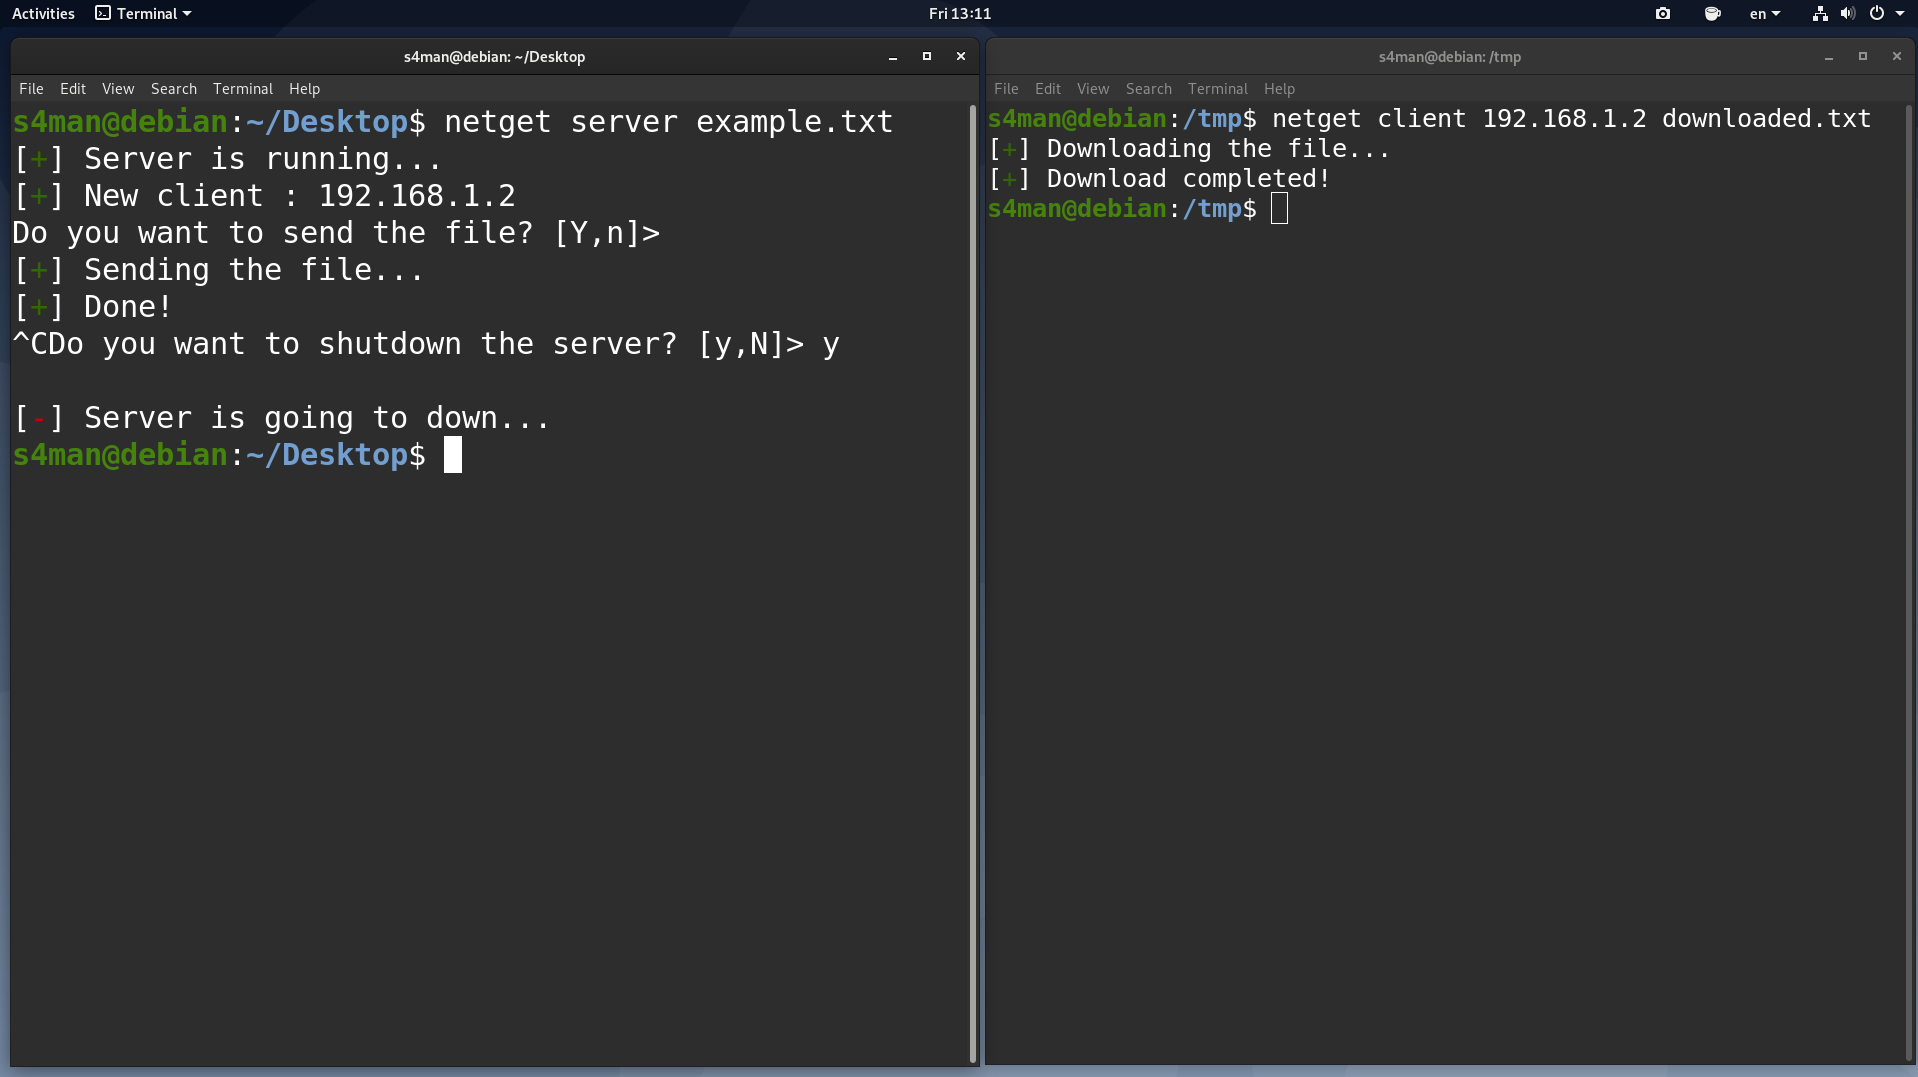 Activities Terminal Fri 13:11 en
s4man@debian: ~/Desktop
File Edit View Search Terminal Help
s4man@debian:~/Desktop$ netget server example.txt
[+] Server is running...
[+] New client : 192.168.1.2
Do you want to send the file? [Y,n]>
[+] Sending the file...
[+] Done!
^CDo you want to shutdown the server? [y,N]> y
[-] Server is going to down...
s4man@debian:~/Desktop$
s4man@debian: /tmp
File Edit View Search Terminal Help
s4man@debian:/tmp$ netget client 192.168.1.2 downloaded.txt
[+] Downloading the file...
[+] Download completed!
s4man@debian:/tmp$